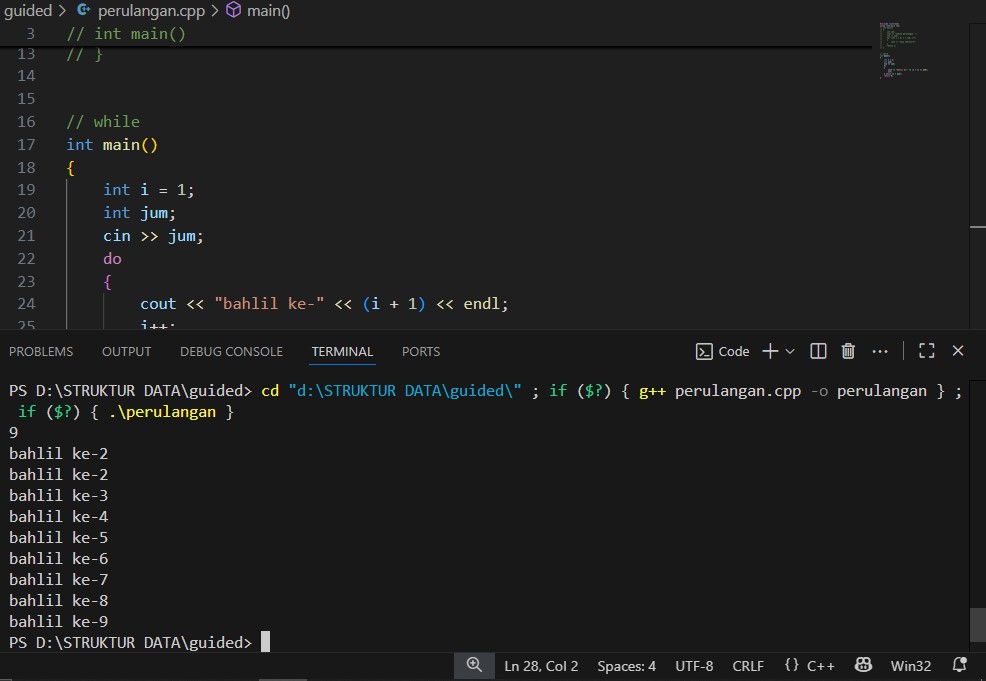 guided > perulangan.cpp > main()
3 // int main()
13 // }
14
15
16 // while
17 int main()
18 {
19 int i = 1;
20 int jum;
21 cin >> jum;
22 do
23 {
24 cout << "bahlil ke-" << (i + 1) << endl;
25 i++;
PROBLEMS OUTPUT DEBUG CONSOLE TERMINAL PORTS Code
PS D:\STRUKTUR DATA\guided> cd "d:\STRUKTUR DATA\guided\" ; if ($?) { g++ perulangan.cpp -o perulangan } ;
if ($?) { .\perulangan }
9
bahlil ke-2
bahlil ke-2
bahlil ke-3
bahlil ke-4
bahlil ke-5
bahlil ke-6
bahlil ke-7
bahlil ke-8
bahlil ke-9
PS D:\STRUKTUR DATA\guided>
Ln 28, Col 2 Spaces: 4 UTF-8 CRLF {} C++ Win32